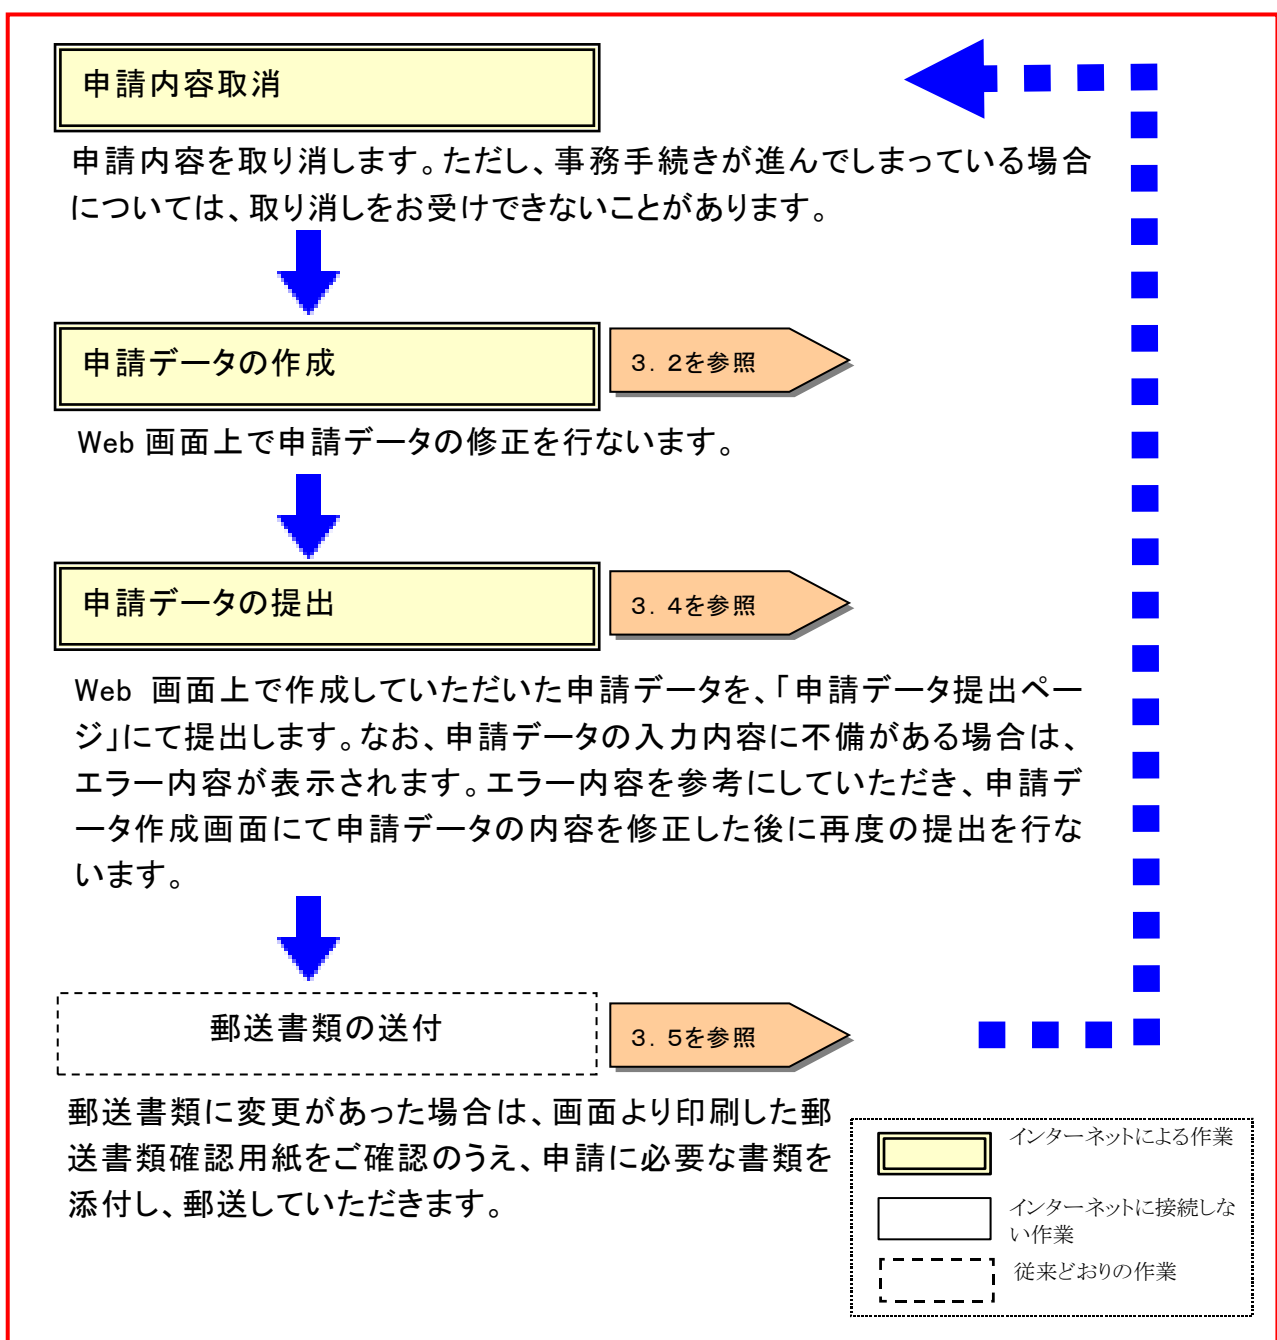 申請内容取消
申請内容を取り消します。ただし、事務手続きが進んでしまっている場合
については、取り消しをお受けできないことがあります。
申請データの作成
３．２を参照
Web 画面上で申請データの修正を行ないます。
申請データの提出
３．４を参照
Web 画面上で作成していただいた申請データを、「申請データ提出ペー
ジ」にて提出します。なお、申請データの入力内容に不備がある場合は、
エラー内容が表示されます。エラー内容を参考にしていただき、申請デ
ータ作成画面にて申請データの内容を修正した後に再度の提出を行な
います。
郵送書類の送付
３．５を参照
郵送書類に変更があった場合は、画面より印刷した郵
送書類確認用紙をご確認のうえ、申請に必要な書類を
添付し、郵送していただきます。
インターネットによる作業
インターネットに接続しな
い作業
従来どおりの作業